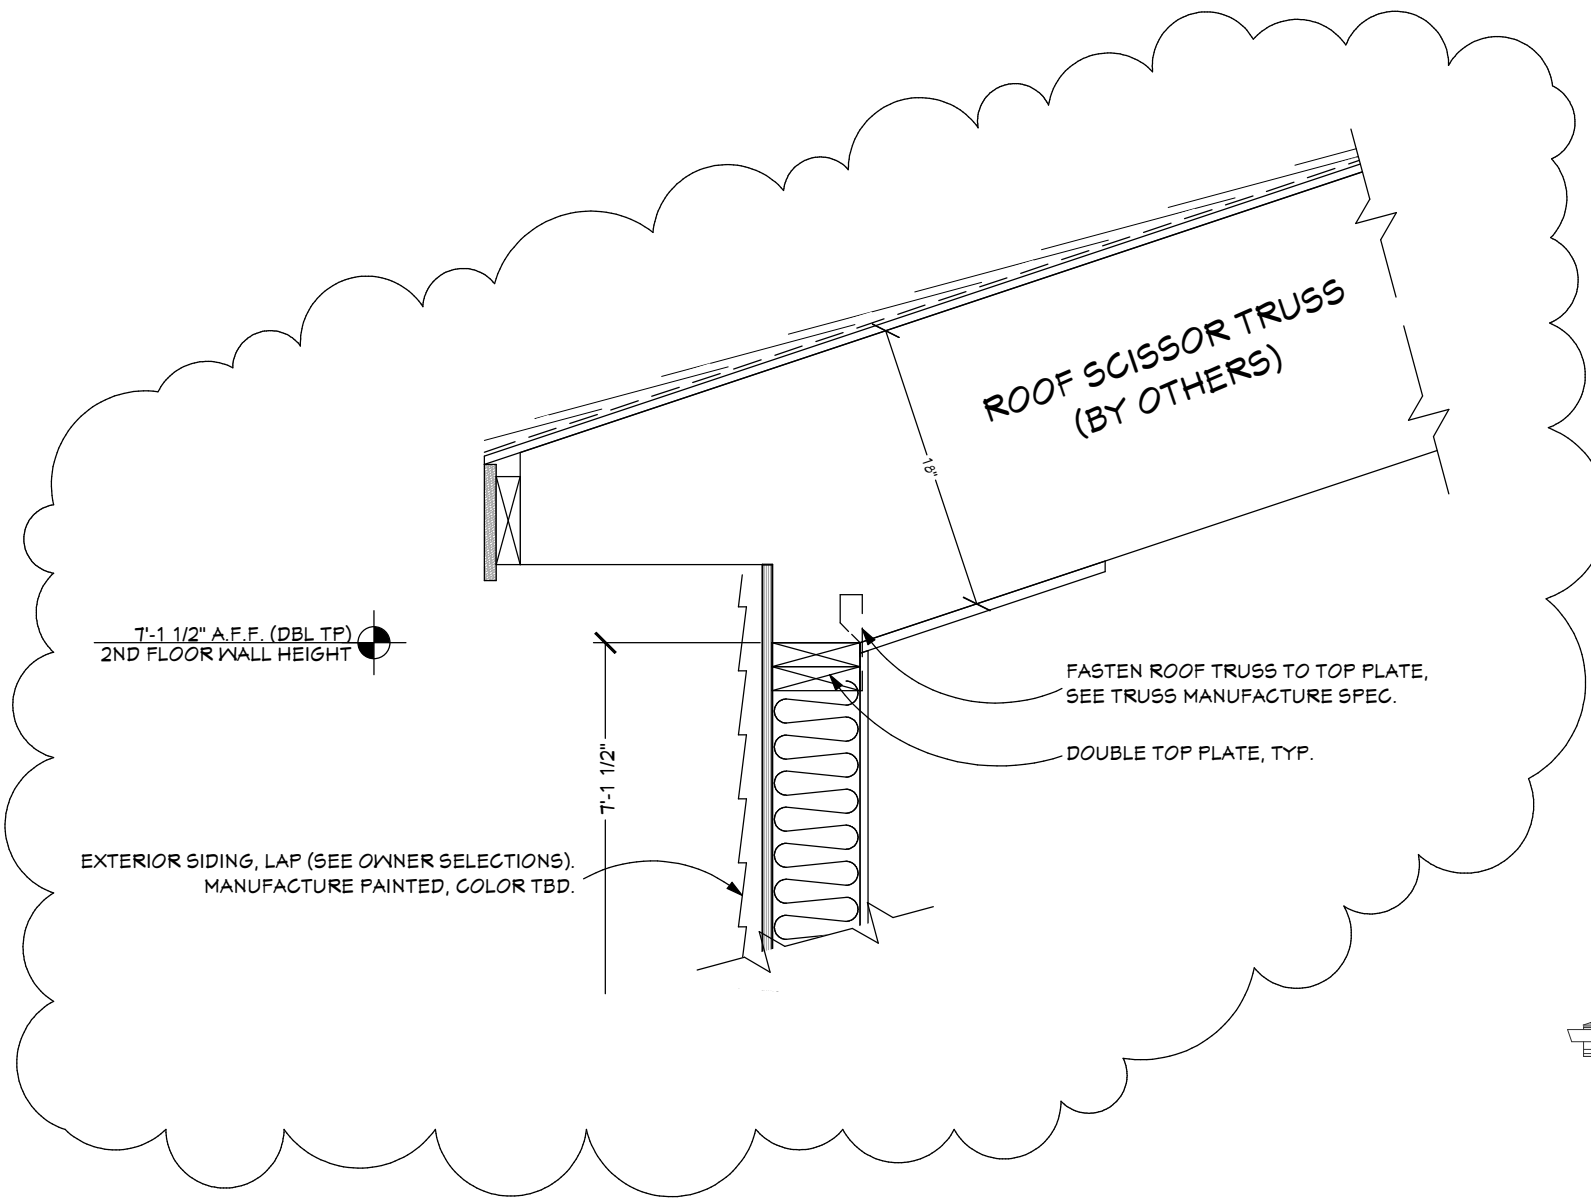 ROOF SCISSOR TRUSS
(BY OTHERS)
18"
7'-1 1/2" A.F.F. (DBL TP)
2ND FLOOR WALL HEIGHT
FASTEN ROOF TRUSS TO TOP PLATE,
SEE TRUSS MANUFACTURE SPEC.
DOUBLE TOP PLATE, TYP.
7'-1 1/2"
EXTERIOR SIDING, LAP (SEE OWNER SELECTIONS).
MANUFACTURE PAINTED, COLOR TBD.